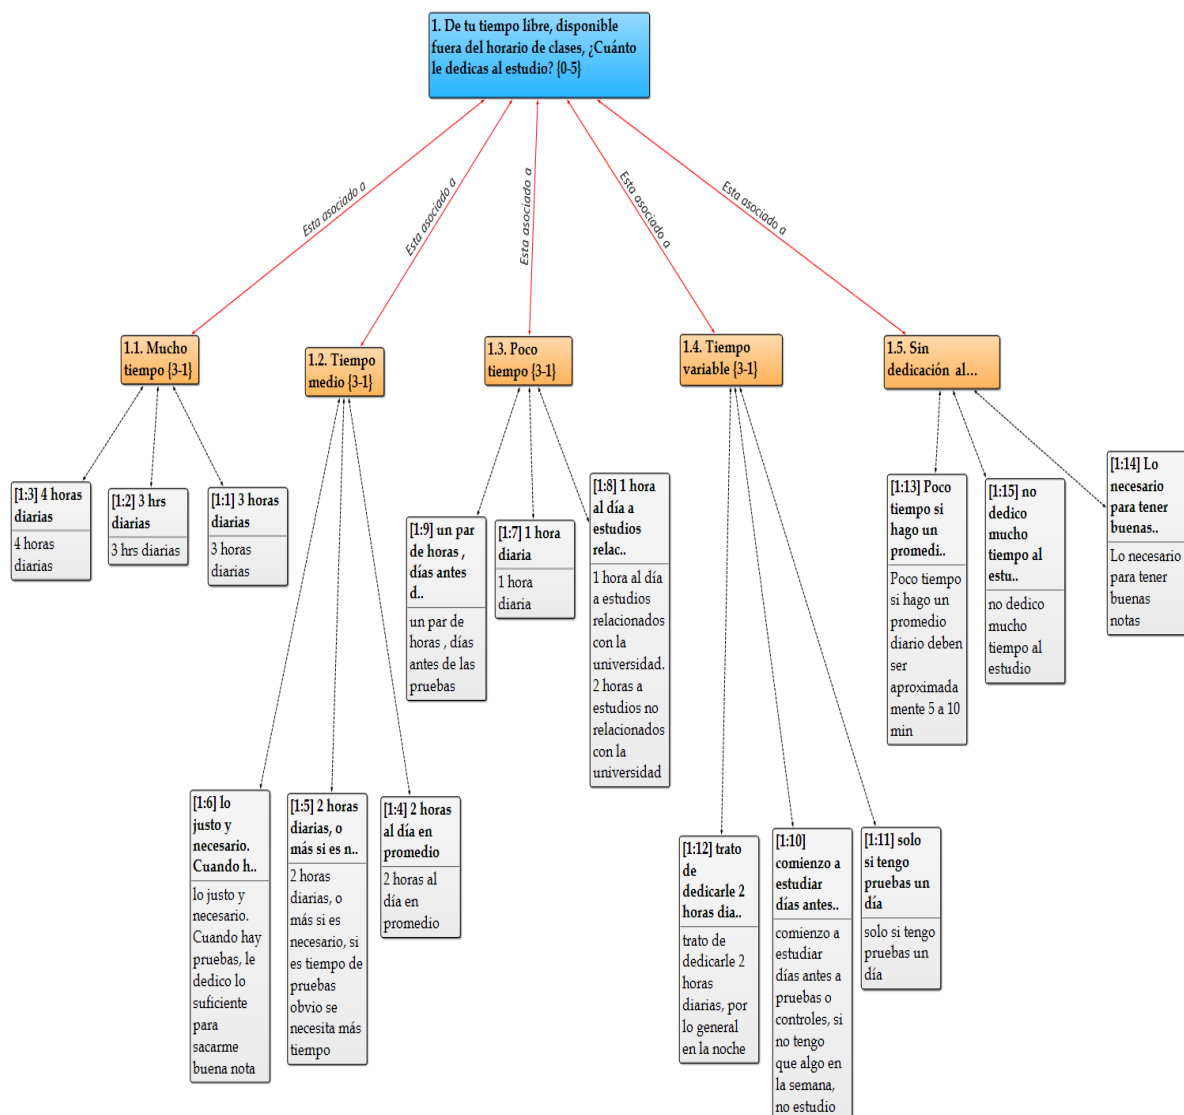 1. De tu tiempo libre, disponible
fuera del horario de clases, ¿Cuánto
le dedicas al estudio? {0-5}
Esta asociado a
Esta asociado a
Esta asociado a
Esta asociado a
Esta asociado a
1.1. Mucho
tiempo {3-1}
1.2. Tiempo
medio {3-1}
1.3. Poco
tiempo {3-1}
1.4. Tiempo
variable {3-1}
1.5. Sin
dedicación al...
[1:3] 4 horas
diarias
4 horas
diarias
[1:2] 3 hrs
diarias
3 hrs diarias
[1:1] 3 horas
diarias
3 horas
diarias
[1:9] un par
de horas ,
días antes
d..
un par de
horas , días
antes de las
pruebas
[1:7] 1 hora
diaria
1 hora
diaria
[1:8] 1 hora
al día a
estudios
relac..
1 hora al día
a estudios
relacionados
con la
universidad.
2 horas a
estudios no
relacionados
con la
universidad
[1:13] Poco
tiempo si
hago un
promedi..
Poco tiempo
si hago un
promedio
diario deben
ser
aproximada
mente 5 a 10
min
[1:15] no
dedico
mucho
tiempo al
estu..
no dedico
mucho
tiempo al
estudio
[1:14] Lo
necesario
para tener
buenas..
Lo necesario
para tener
buenas
notas
[1:6] lo
justo y
necesario.
Cuando h..
lo justo y
necesario.
Cuando hay
pruebas, le
dedico lo
suficiente
para
sacarme
buena nota
[1:5] 2 horas
diarias, o
más si es n..
2 horas
diarias, o
más si es
necesario, si
es tiempo de
pruebas
obvio se
necesita más
tiempo
[1:4] 2 horas
al día en
promedio
2 horas al
día en
promedio
[1:12] trato
de
dedicarle 2
horas dia..
trato de
dedicarle 2
horas
diarias, por
lo general
en la noche
[1:10]
comienzo a
estudiar
días antes..
comienzo a
estudiar
días antes a
pruebas o
controles, si
no tengo
que algo en
la semana,
no estudio
[1:11] solo
si tengo
pruebas un
día
solo si tengo
pruebas un
día